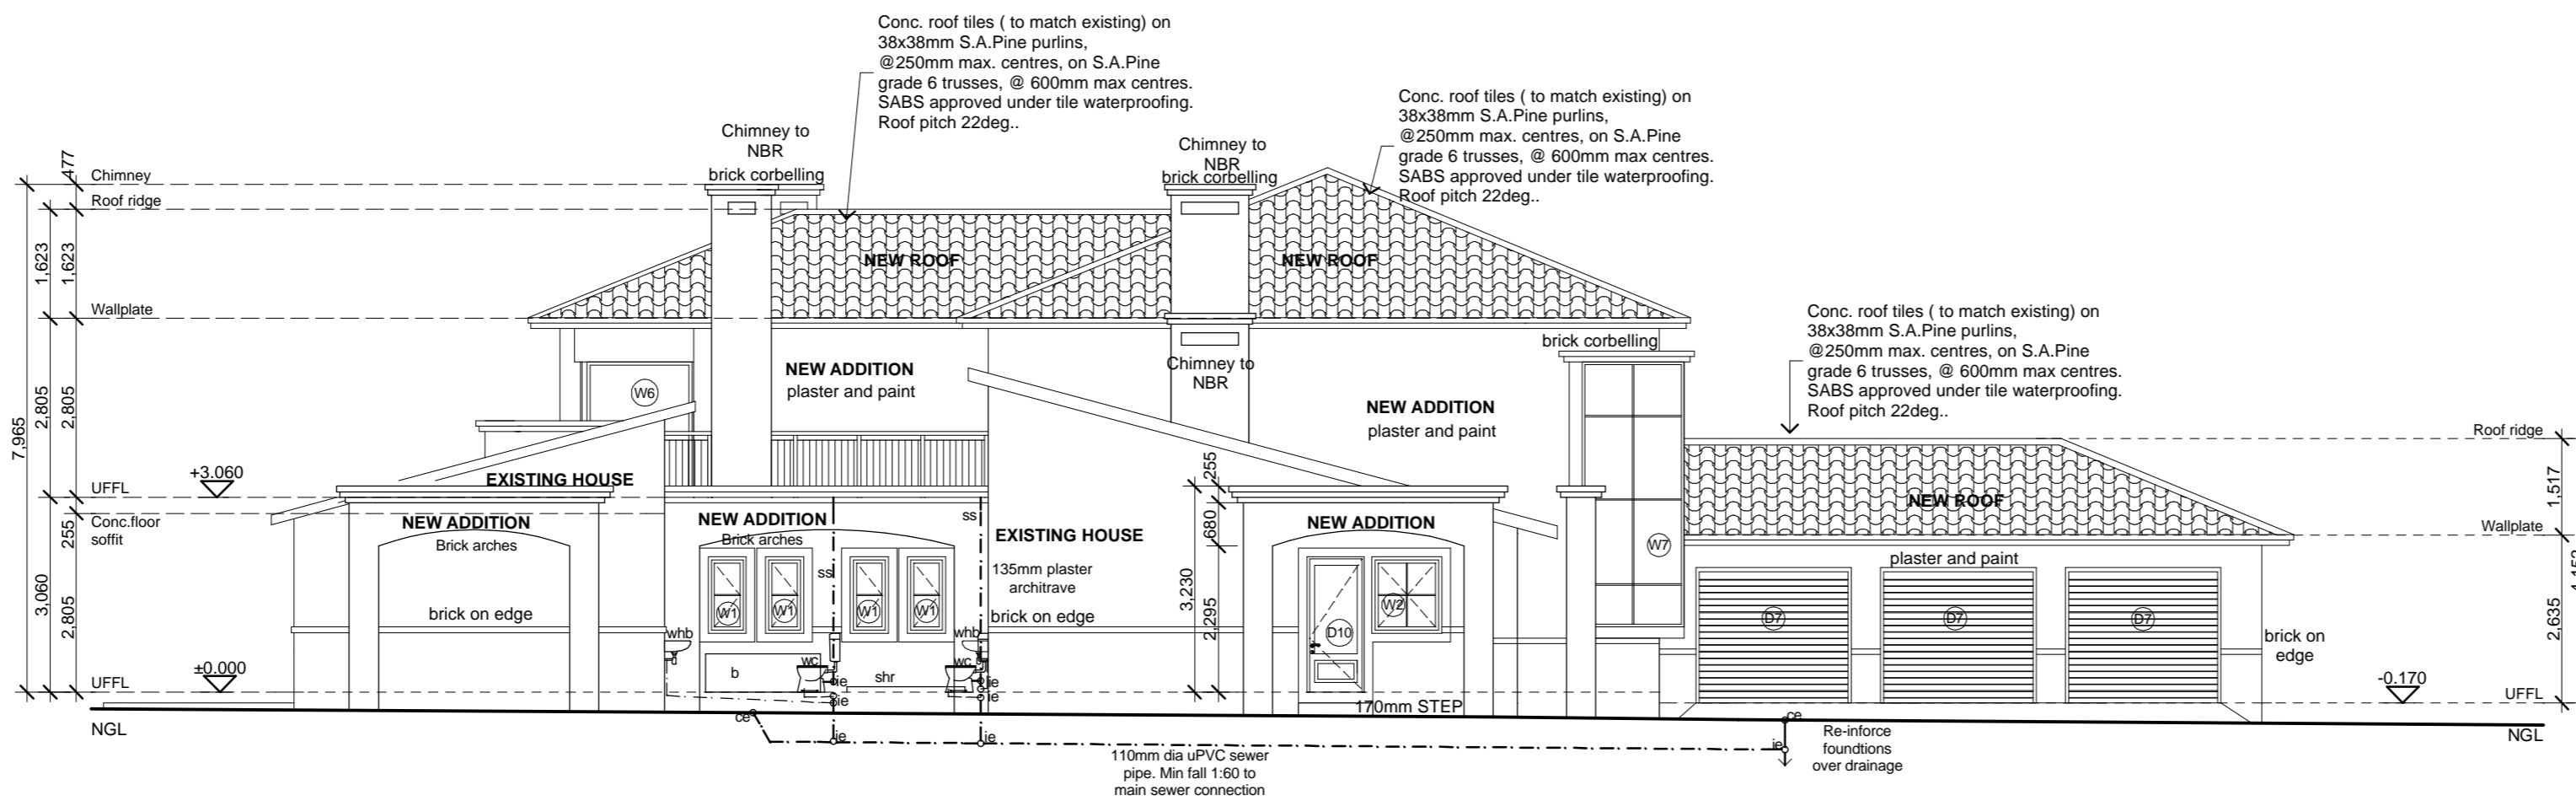 Conc. roof tiles ( to match existing) on
38x38mm S.A.Pine purlins,
@250mm max. centres, on S.A.Pine
grade 6 trusses, @ 600mm max centres.
SABS approved under tile waterproofing.
Roof pitch 22deg..
Conc. roof tiles ( to match existing) on
38x38mm S.A.Pine purlins,
@250mm max. centres, on S.A.Pine
grade 6 trusses, @ 600mm max centres.
SABS approved under tile waterproofing.
Roof pitch 22deg..
Chimney to
NBR
brick corbelling
Chimney to
NBR
brick corbelling
477
Chimney
Roof ridge
1,623
1,623
NEW ROOF
NEW ROOF
Wallplate
Conc. roof tiles ( to match existing) on
38x38mm S.A.Pine purlins,
@250mm max. centres, on S.A.Pine
grade 6 trusses, @ 600mm max centres.
SABS approved under tile waterproofing.
Roof pitch 22deg..
brick corbelling
Chimney to
NBR
NEW ADDITION
plaster and paint
W6
NEW ADDITION
plaster and paint
7,965
2,805
2,805
Roof ridge
+3.060
UFFL
EXISTING HOUSE
255
1,517
NEW ROOF
Conc.floor
soffit
255
NEW ADDITION
Brick arches
NEW ADDITION
Brick arches
ss
ss
EXISTING HOUSE
680
NEW ADDITION
Wallplate
W7
plaster and paint
135mm plaster
architrave
3,060
2,805
brick on edge
W1
W1
W1
W1
brick on edge
3,230
2,295
W2
D10
D7
D7
D7
2,635
brick on
edge
whb
whb
wc
wc
b
shr
ie
ie
ie
ie
±0.000
UFFL
-0.170
UFFL
170mm STEP
NGL
NGL
ce
ie
ie
ce
ie
110mm dia uPVC sewer
pipe. Min fall 1:60 to
main sewer connection
Re-inforce
foundtions
over drainage